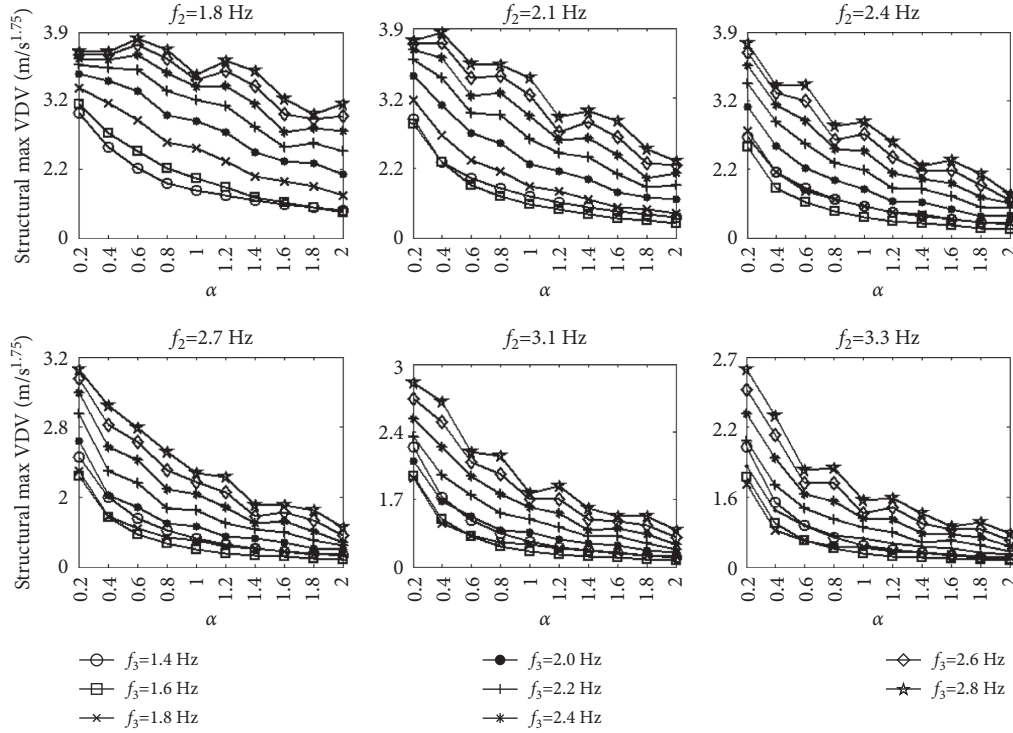 f2=1.8 Hz
f2=2.1 Hz
f2=2.4 Hz
Structural max VDV (m/s^1.75)
3.9
3.2
2.2
0
0.2 0.4 0.6 0.8 1 1.2 1.4 1.6 1.8 2
α
3.9
3.2
2.2
0
0.2 0.4 0.6 0.8 1 1.2 1.4 1.6 1.8 2
α
3.9
3.2
2.2
0
0.2 0.4 0.6 0.8 1 1.2 1.4 1.6 1.8 2
α
f2=2.7 Hz
f2=3.1 Hz
f2=3.3 Hz
Structural max VDV (m/s^1.75)
3.2
2.8
2
0
0.2 0.4 0.6 0.8 1 1.2 1.4 1.6 1.8 2
α
3
2.4
1.7
0
0.2 0.4 0.6 0.8 1 1.2 1.4 1.6 1.8 2
α
2.7
2.2
1.6
0
0.2 0.4 0.6 0.8 1 1.2 1.4 1.6 1.8 2
α
f3=1.4 Hz
f3=1.6 Hz
f3=1.8 Hz
f3=2.0 Hz
f3=2.2 Hz
f3=2.4 Hz
f3=2.6 Hz
f3=2.8 Hz